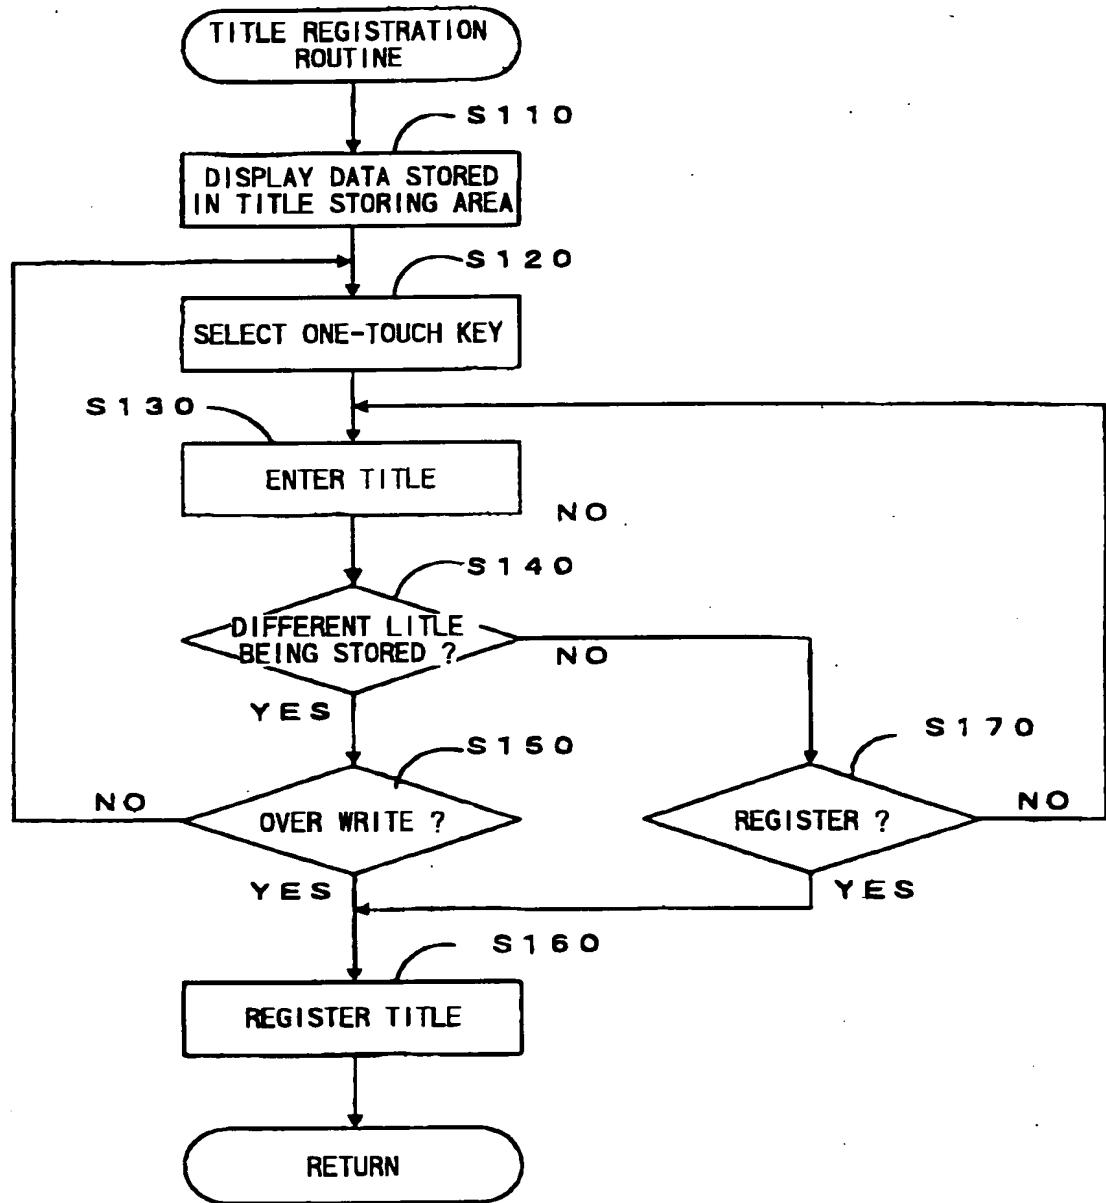 TITLE REGISTRATION
ROUTINE
S110
DISPLAY DATA STORED
IN TITLE STORING AREA
S120
SELECT ONE-TOUCH KEY
S130
ENTER TITLE
NO
S140
DIFFERENT LITLE
BEING STORED ?
NO
YES
S150
S170
NO
OVER WRITE ?
REGISTER ?
NO
YES
YES
S160
REGISTER TITLE
RETURN